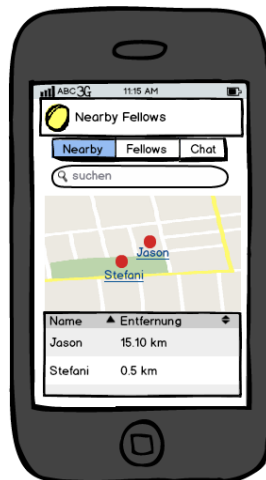 ABC 3G 11:15 AM
Nearby Fellows
Nearby Fellows Chat
suchen
Jason
Stefani
Name Entfernung
Jason 15.10 km
Stefani 0.5 km